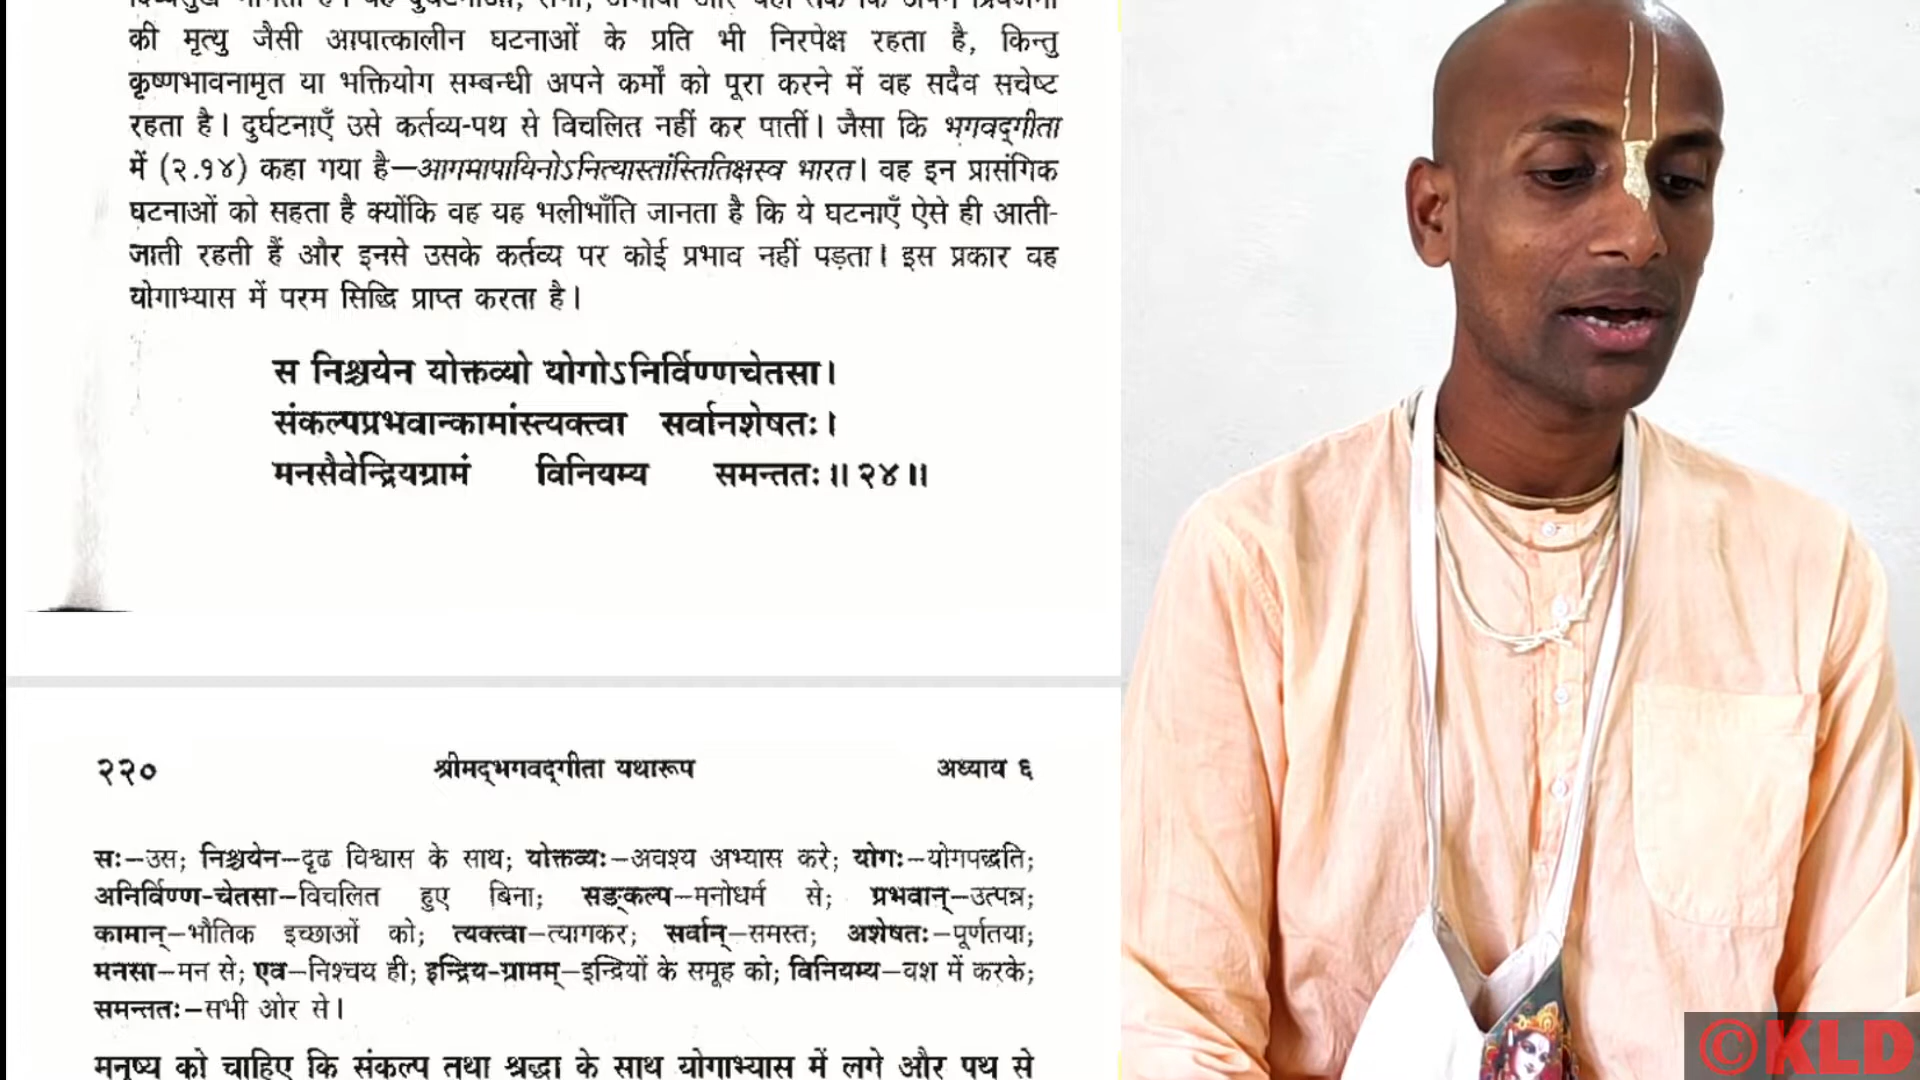 की मृत्यु जैसी आपात्कालीन घटनाओं के प्रति भी निरपेक्ष रहता है, किन्तु
कृष्णभावनामृत या भक्तियोग सम्बन्धी अपने कर्मों को पूरा करने में वह सदैव सचेष्ट
रहता है। दुर्घटनाएँ उसे कर्तव्य-पथ से विचलित नहीं कर पातीं। जैसा कि भगवद्गीता
में (२.१४) कहा गया है—आगमापायिनोऽनित्यास्तांस्तितिक्षस्व भारत। वह इन प्रासंगिक
घटनाओं को सहता है क्योंकि वह यह भलीभाँति जानता है कि ये घटनाएँ ऐसे ही आती-
जाती रहती हैं और इनसे उसके कर्तव्य पर कोई प्रभाव नहीं पड़ता। इस प्रकार वह
योगाभ्यास में परम सिद्धि प्राप्त करता है।
स निश्चयेन योक्तव्यो योगोऽनिर्विण्णचेतसा।
संकल्पप्रभवान्कामांस्त्यक्त्वा सर्वानशेषतः।
मनसैवेन्द्रियग्रामं विनियम्य समन्ततः॥२४॥
२२० श्रीमद्भगवद्गीता यथारूप अध्याय ६
सः—उस; निश्चयेन—दृढ विश्वास के साथ; योक्तव्यः—अवश्य अभ्यास करे; योगः—योगपद्धति;
अनिर्विण्ण-चेतसा—विचलित हुए बिना; सङ्कल्प—मनोधर्म से; प्रभवान्—उत्पन्न;
कामान्—भौतिक इच्छाओं को; त्यक्त्वा—त्यागकर; सर्वान्—समस्त; अशेषतः—पूर्णतया;
मनसा—मन से; एव—निश्चय ही; इन्द्रिय-ग्रामम्—इन्द्रियों के समूह को; विनियम्य—वश में करके;
समन्ततः—सभी ओर से।
मनुष्य को चाहिए कि संकल्प तथा श्रद्धा के साथ योगाभ्यास में लगे और पथ से
©KLD